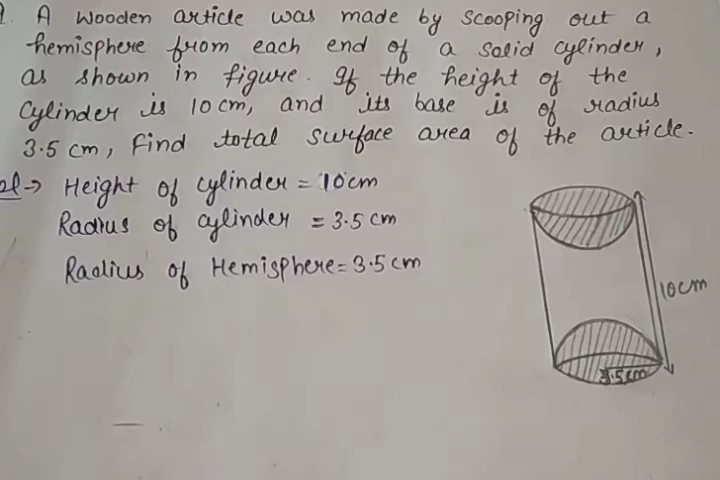 A wooden article was made by scooping out a
hemisphere from each end of a solid cylinder,
as shown in figure. If the height of the
cylinder is 10 cm, and its base is of radius
3.5 cm, Find total surface area of the article.
Height of cylinder = 10cm
Radius of cylinder = 3.5 cm
Radius of Hemisphere = 3.5 cm
10cm
3.5cm